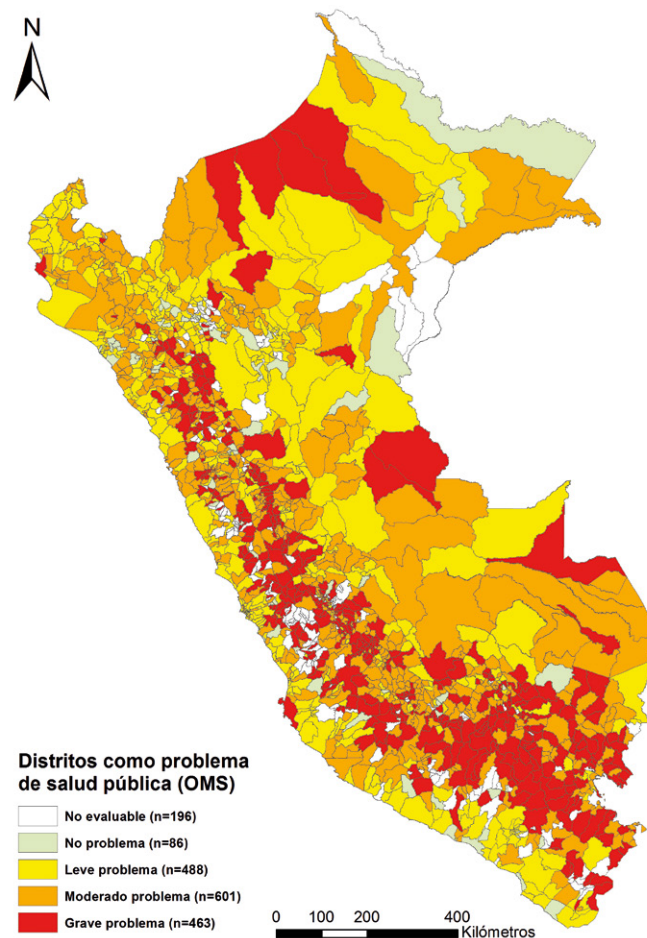 N
Distritos como problema
de salud pública (OMS)
No evaluable (n=196)
No problema (n=86)
Leve problema (n=488)
Moderado problema (n=601)
Grave problema (n=463)
0 100 200 400
Kilómetros